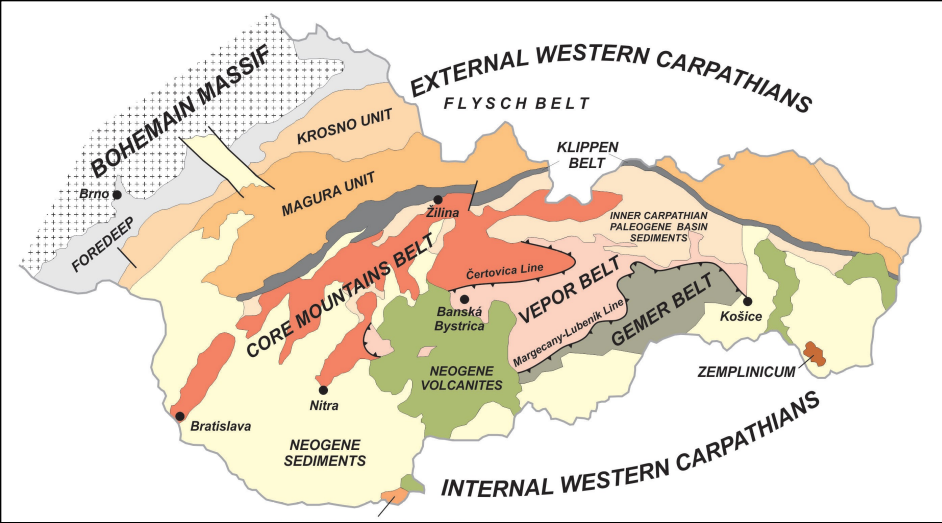 EXTERNAL WESTERN CARPATHIANS
FLYSCH BELT
BOHEMAIN MASSIF
KROSNO UNIT
KLIPPEN
BELT
Brno
MAGURA UNIT
Žilina
FOREDEEP
INNER CARPATHIAN
PALEOGENE BASIN
SEDIMENTS
CORE MOUNTAINS BELT
Čertovica Line
VEPOR BELT
GEMER BELT
Banská
Bystrica
Košice
Margecany-Lubeník Line
NEOGENE
VOLCANITES
ZEMPLINICUM
Nitra
Bratislava
NEOGENE
SEDIMENTS
INTERNAL WESTERN CARPATHIANS